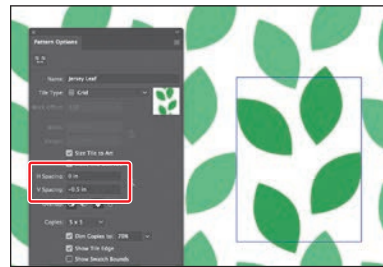 Pattern Options
Name: Jersey Leaf
Tile Type: Grid
Size Tile to Art
H Spacing: 0 in
V Spacing: -0.5 in
Copies: 5 x 5
Dim Copies to: 70%
Show Tile Edge
Show Swatch Bounds